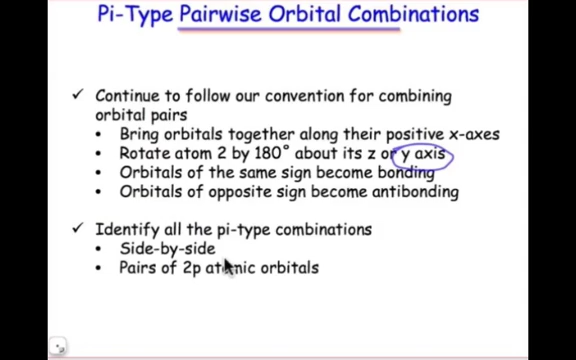 Pi-Type Pairwise Orbital Combinations
✓ Continue to follow our convention for combining
orbital pairs
• Bring orbitals together along their positive x-axes
• Rotate atom 2 by 180° about its z or y axis
• Orbitals of the same sign become bonding
• Orbitals of opposite sign become antibonding
✓ Identify all the pi-type combinations
• Side-by-side
• Pairs of 2p atomic orbitals